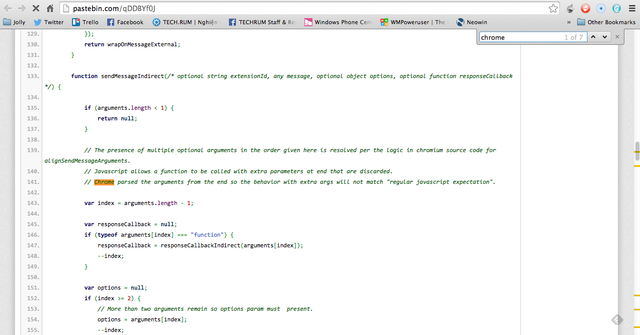 pastebin.com/qDDBYf0J
Trello Facebook TECH.RUM | Nghiện TECHRUM Staff & Re Windows Phone Cen WMPoweruser | The Neowin » Other Bookmarks
chrome 1 of 7
129. });
130. return wrapOnMessageExternal;
131. }
132.
133. function sendMessageIndirect(/* optional string extensionId, any message, optional object options, optional function responseCallback
*/) {
134.
135. if (arguments.length < 1) {
136. return null;
137. }
138.
139. // The presence of multiple optional arguments in the order given here is resolved per the logic in chromium source code for
alignSendMessageArguments.
140. // Javascript allows a function to be called with extra parameters at end that are discarded.
141. // Chrome parsed the arguments from the end so the behavior with extra args will not match "regular javascript expectation".
142.
143. var index = arguments.length - 1;
144.
145. var responseCallback = null;
146. if (typeof arguments[index] === "function") {
147. responseCallback = responseCallbackIndirect(arguments[index]);
148. --index;
149. }
150.
151. var options = null;
152. if (index >= 2) {
153. // More than two arguments remain so options param must present.
154. options = arguments[index];
155. --index;